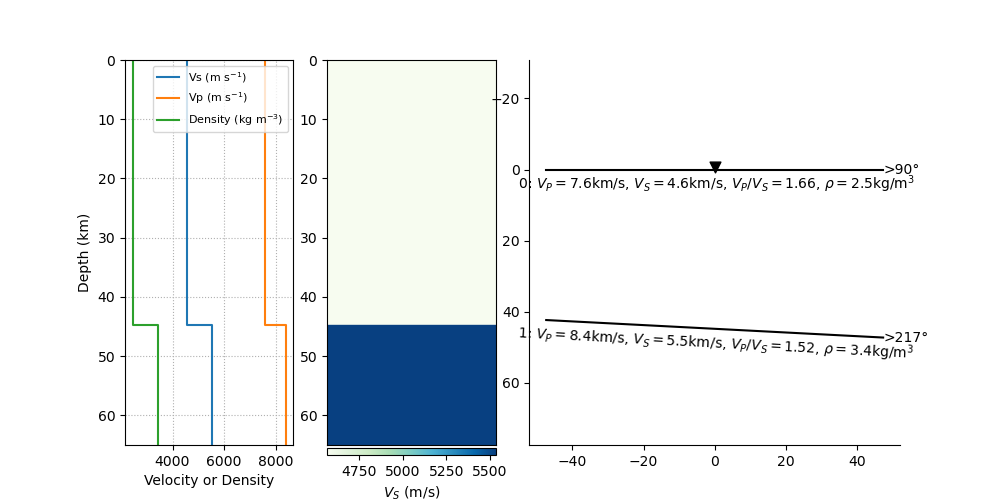 0
10
20
30
40
50
60
Depth (km)
4000 6000 8000
Velocity or Density
Vs (m s⁻¹)
Vp (m s⁻¹)
Density (kg m⁻³)
0
10
20
30
40
50
60
4750 5000 5250 5500
V_S (m/s)
−20
0
20
40
60
>90°
0: V_P = 7.6km/s, V_S = 4.6km/s, V_P/V_S = 1.66, ρ = 2.5kg/m³
>217°
1: V_P = 8.4km/s, V_S = 5.5km/s, V_P/V_S = 1.52, ρ = 3.4kg/m³
−40 −20 0 20 40